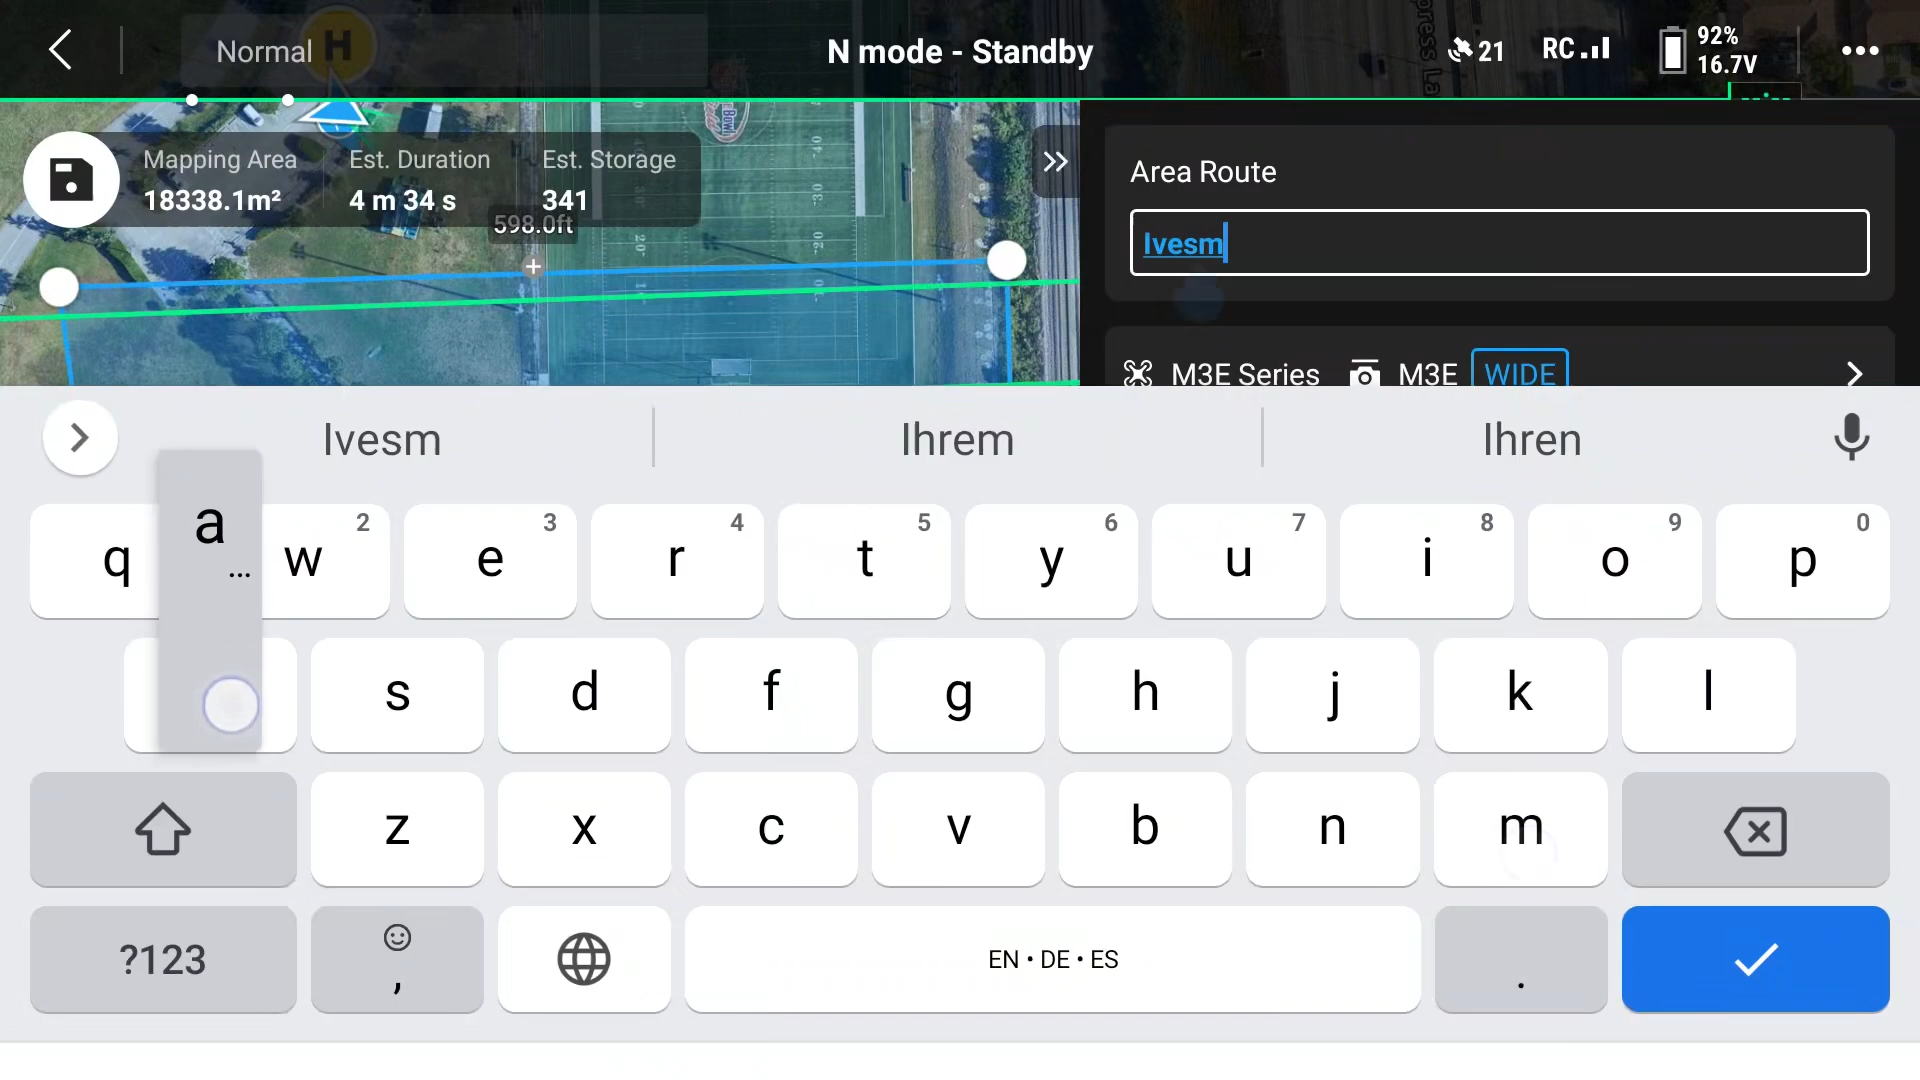 Normal
H
N mode - Standby
21
RC
92%
16.7V
Mapping Area
18338.1m²
Est. Duration
4 m 34 s
Est. Storage
341
598.0ft
Area Route
Ivesm
M3E Series
M3E
WIDE
Ivesm
Ihrem
Ihren
a
...
q
w 2
e 3
r 4
t 5
y 6
u 7
i 8
o 9
p 0
s
d
f
g
h
j
k
l
z
x
c
v
b
n
m
?123
,
EN • DE • ES
.